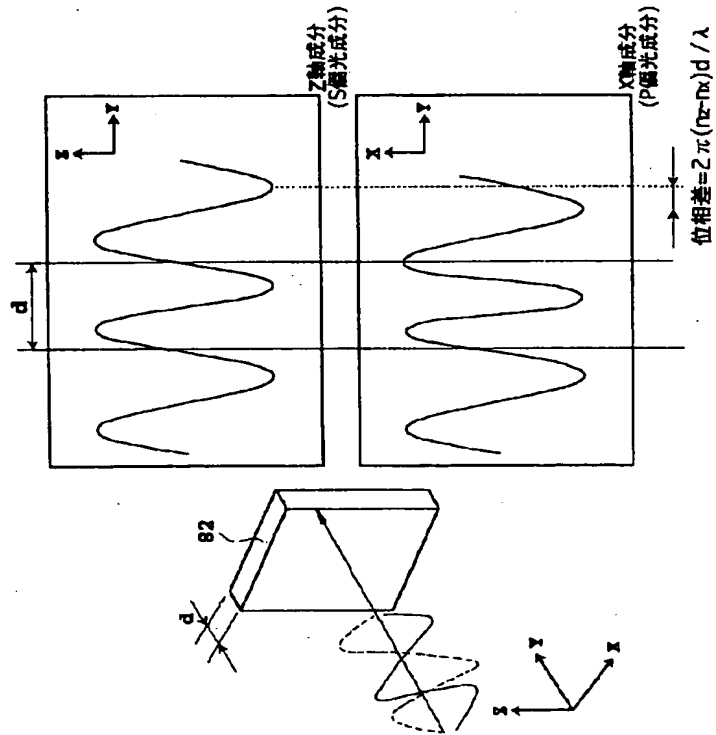 d
Z
Y
Z軸成分
(S偏光成分)
X
Y
X軸成分
(P偏光成分)
位相差=2π(nz-nx)d/λ
82
d
Z
Y
X